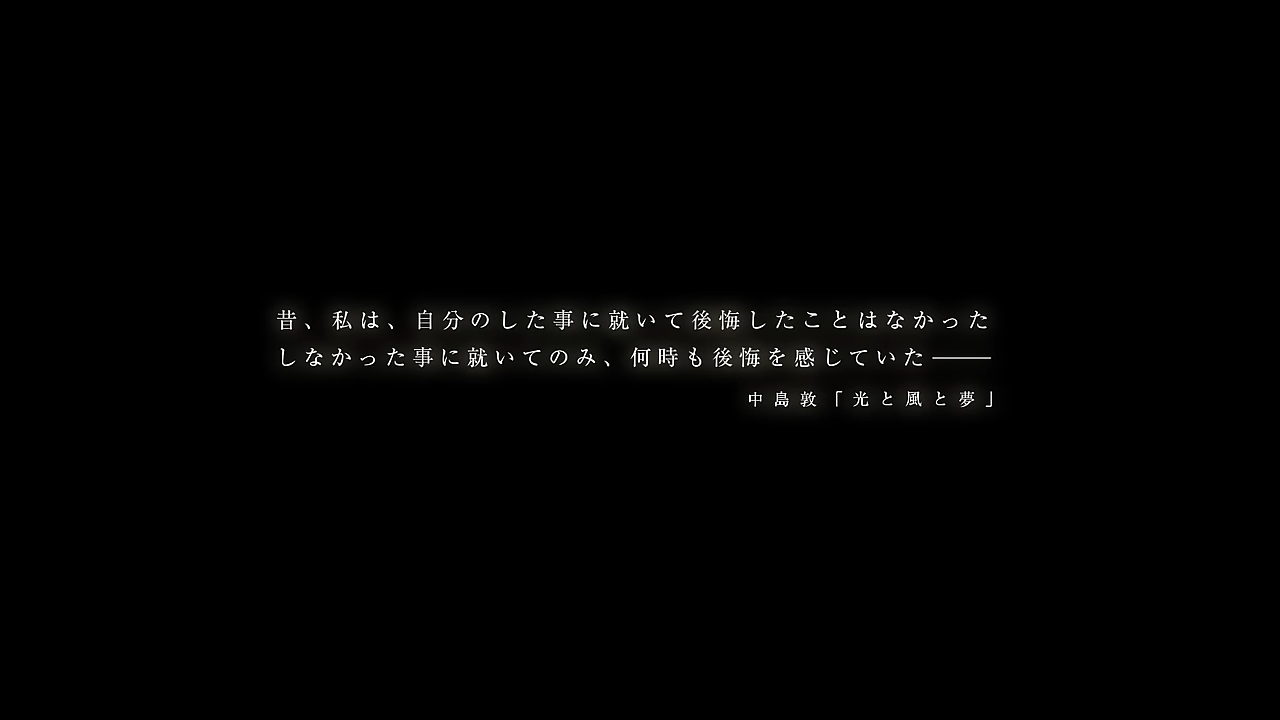 昔、私は、自分のした事に就いて後悔したことはなかった
しなかった事に就いてのみ、何時も後悔を感じていた――
中島敦「光と風と夢」